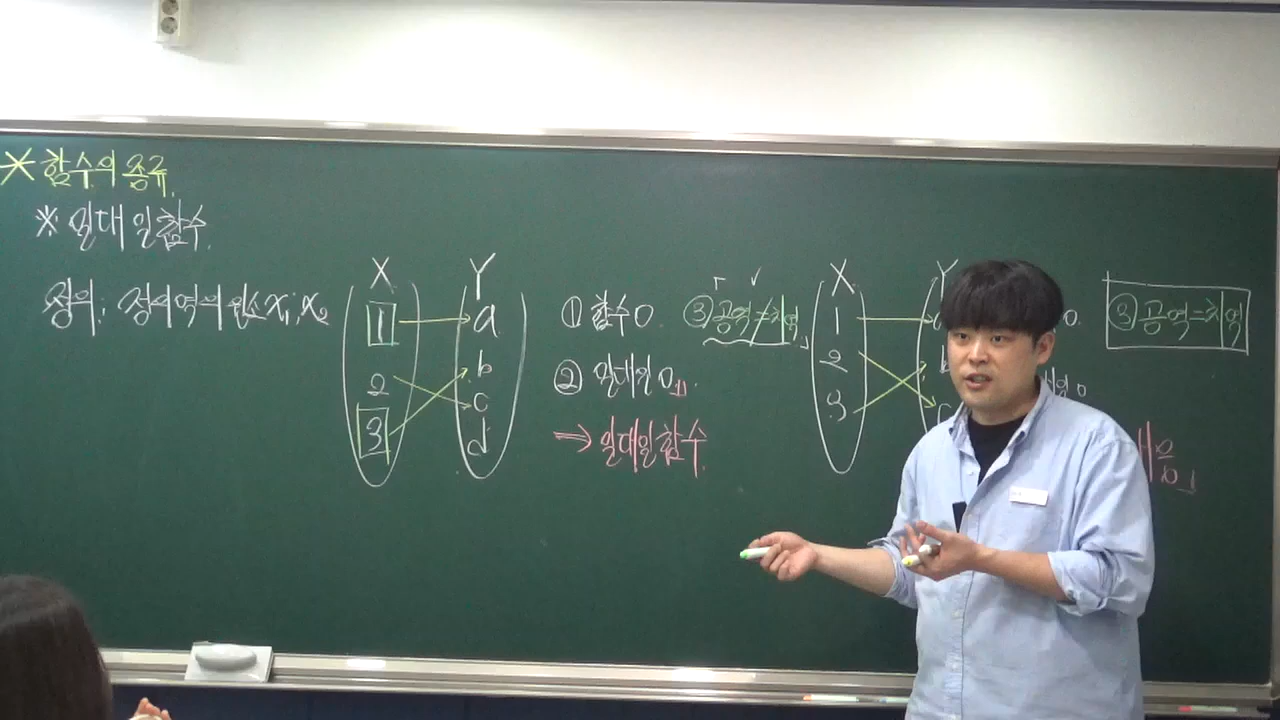 * 함수의 종류.
※ 일대일함수.
정의: 정의역의 원소 x₁, x₂
X Y
1 a
2 b
3 c
d
① 함수 O.
② 일대일 O
⇒ 일대일함수
③ 공역≠치역
X Y
1
2 b
3
O.
일 O
③ 공역=치역
응